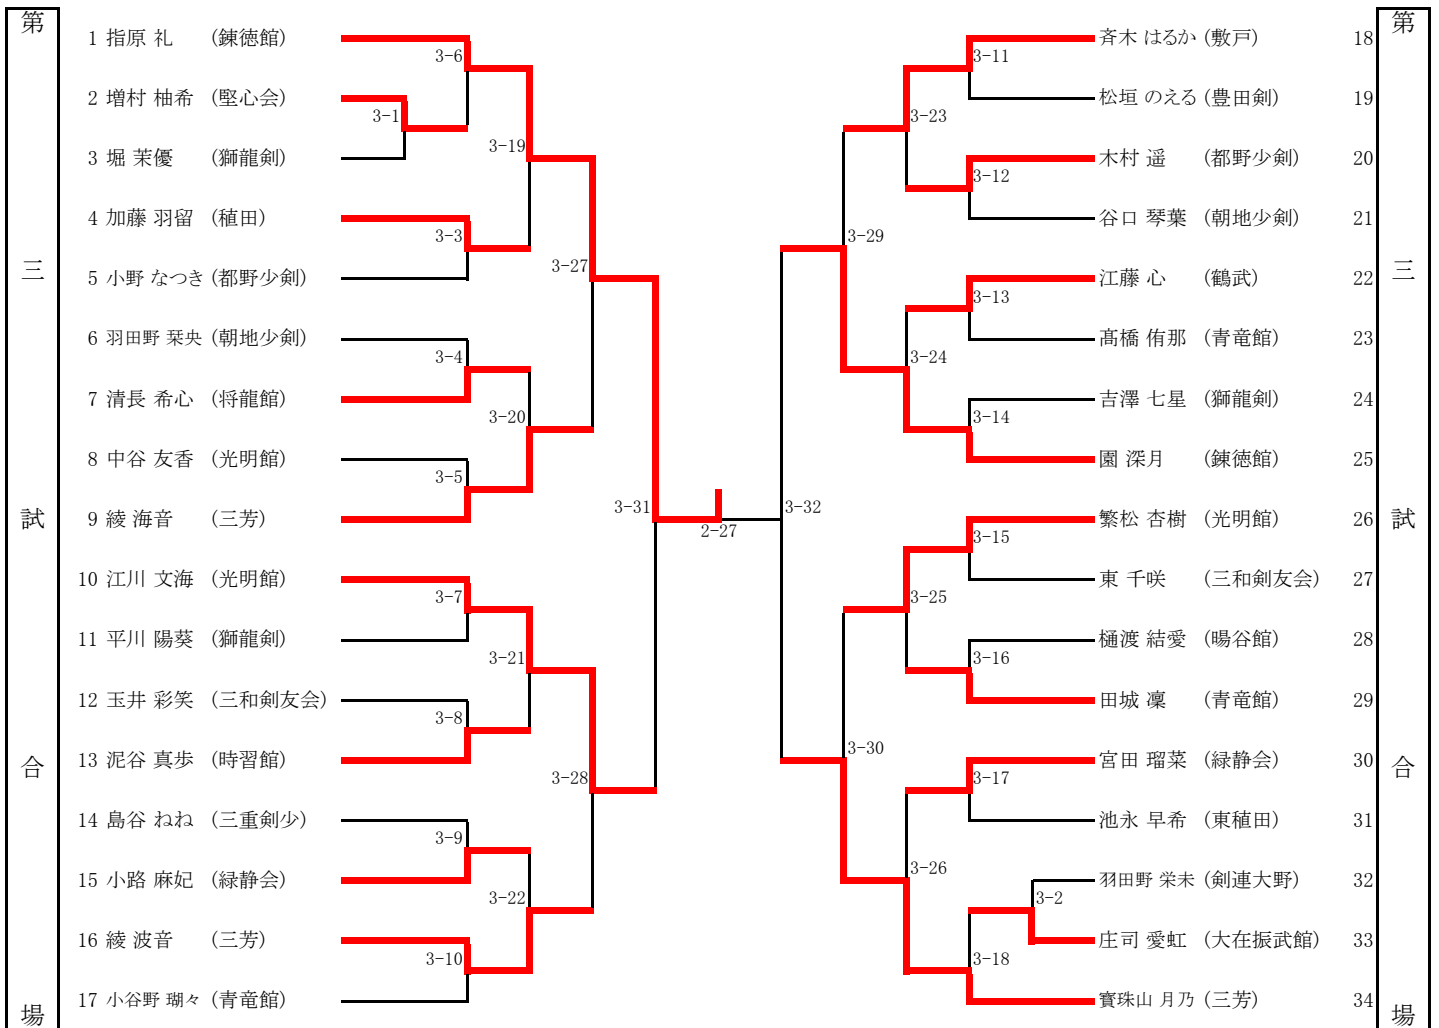 第
三
試
合
場
1 指原 礼 (錬徳館)
2 増村 柚希 (堅心会)
3 堀 茉優 (獅龍剣)
4 加藤 羽留 (稙田)
5 小野 なつき (都野少剣)
6 羽田野 栞央 (朝地少剣)
7 清長 希心 (将龍館)
8 中谷 友香 (光明館)
9 綾 海音 (三芳)
10 江川 文海 (光明館)
11 平川 陽葵 (獅龍剣)
12 玉井 彩笑 (三和剣友会)
13 泥谷 真歩 (時習館)
14 島谷 ねね (三重剣少)
15 小路 麻妃 (緑静会)
16 綾 波音 (三芳)
17 小谷野 瑚々 (青竜館)
3-6
3-1
3-19
3-3
3-27
3-4
3-20
3-5
3-31
3-7
3-21
3-8
3-28
3-9
3-22
3-10
2-27
3-11
3-23
3-12
3-29
3-13
3-24
3-14
3-32
3-15
3-25
3-16
3-30
3-17
3-26
3-2
3-18
斉木 はるか (敷戸) 18
松垣 のえる (豊田剣) 19
木村 遥 (都野少剣) 20
谷口 琴葉 (朝地少剣) 21
江藤 心 (鶴武) 22
髙橋 侑那 (青竜館) 23
吉澤 七星 (獅龍剣) 24
園 深月 (錬徳館) 25
繁松 杏樹 (光明館) 26
東 千咲 (三和剣友会) 27
樋渡 結愛 (暘谷館) 28
田城 凜 (青竜館) 29
宮田 瑠菜 (緑静会) 30
池永 早希 (東稙田) 31
羽田野 栄未 (剣連大野) 32
庄司 愛虹 (大在振武館) 33
寳珠山 月乃 (三芳) 34
第
三
試
合
場